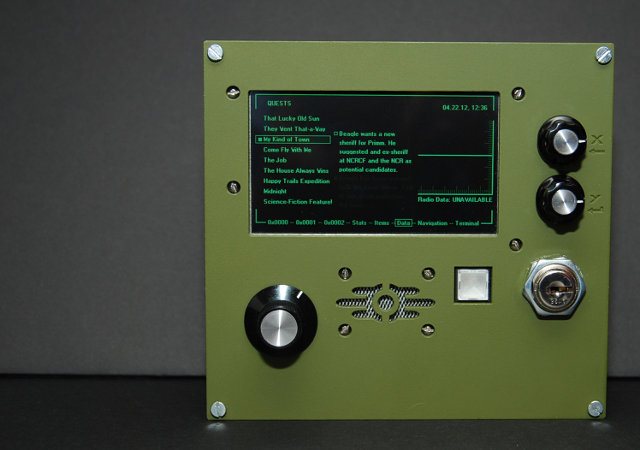 QUESTS
04.22.12, 12:36
That Lucky Old Sun
They Went That-a-Way
My Kind of Town
Come Fly With Me
The Job
The House Always Wins
Happy Trails Expedition
Midnight
Science-Fiction Feature!
Beagle wants a new
sheriff for Primm. He
suggested and ex-sheriff
at NCRCF and the NCR as
potential candidates.
Radio Data: UNAVAILABLE
0x0000 -- 0x0001 -- 0x0002 -- Stats -- Items -- Data -- Navigation -- Terminal
X
Y